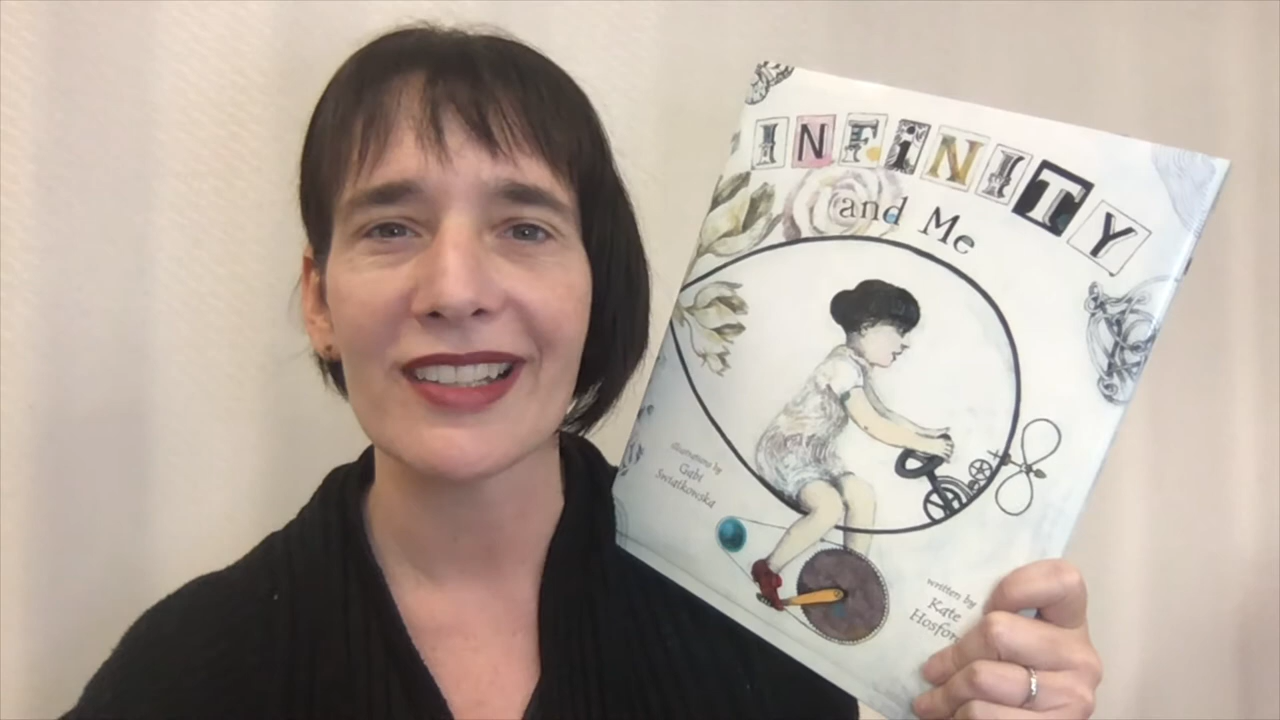 INFINITY
and Me
illustrations by
Gabi
Swiatkowska
written by
Kate